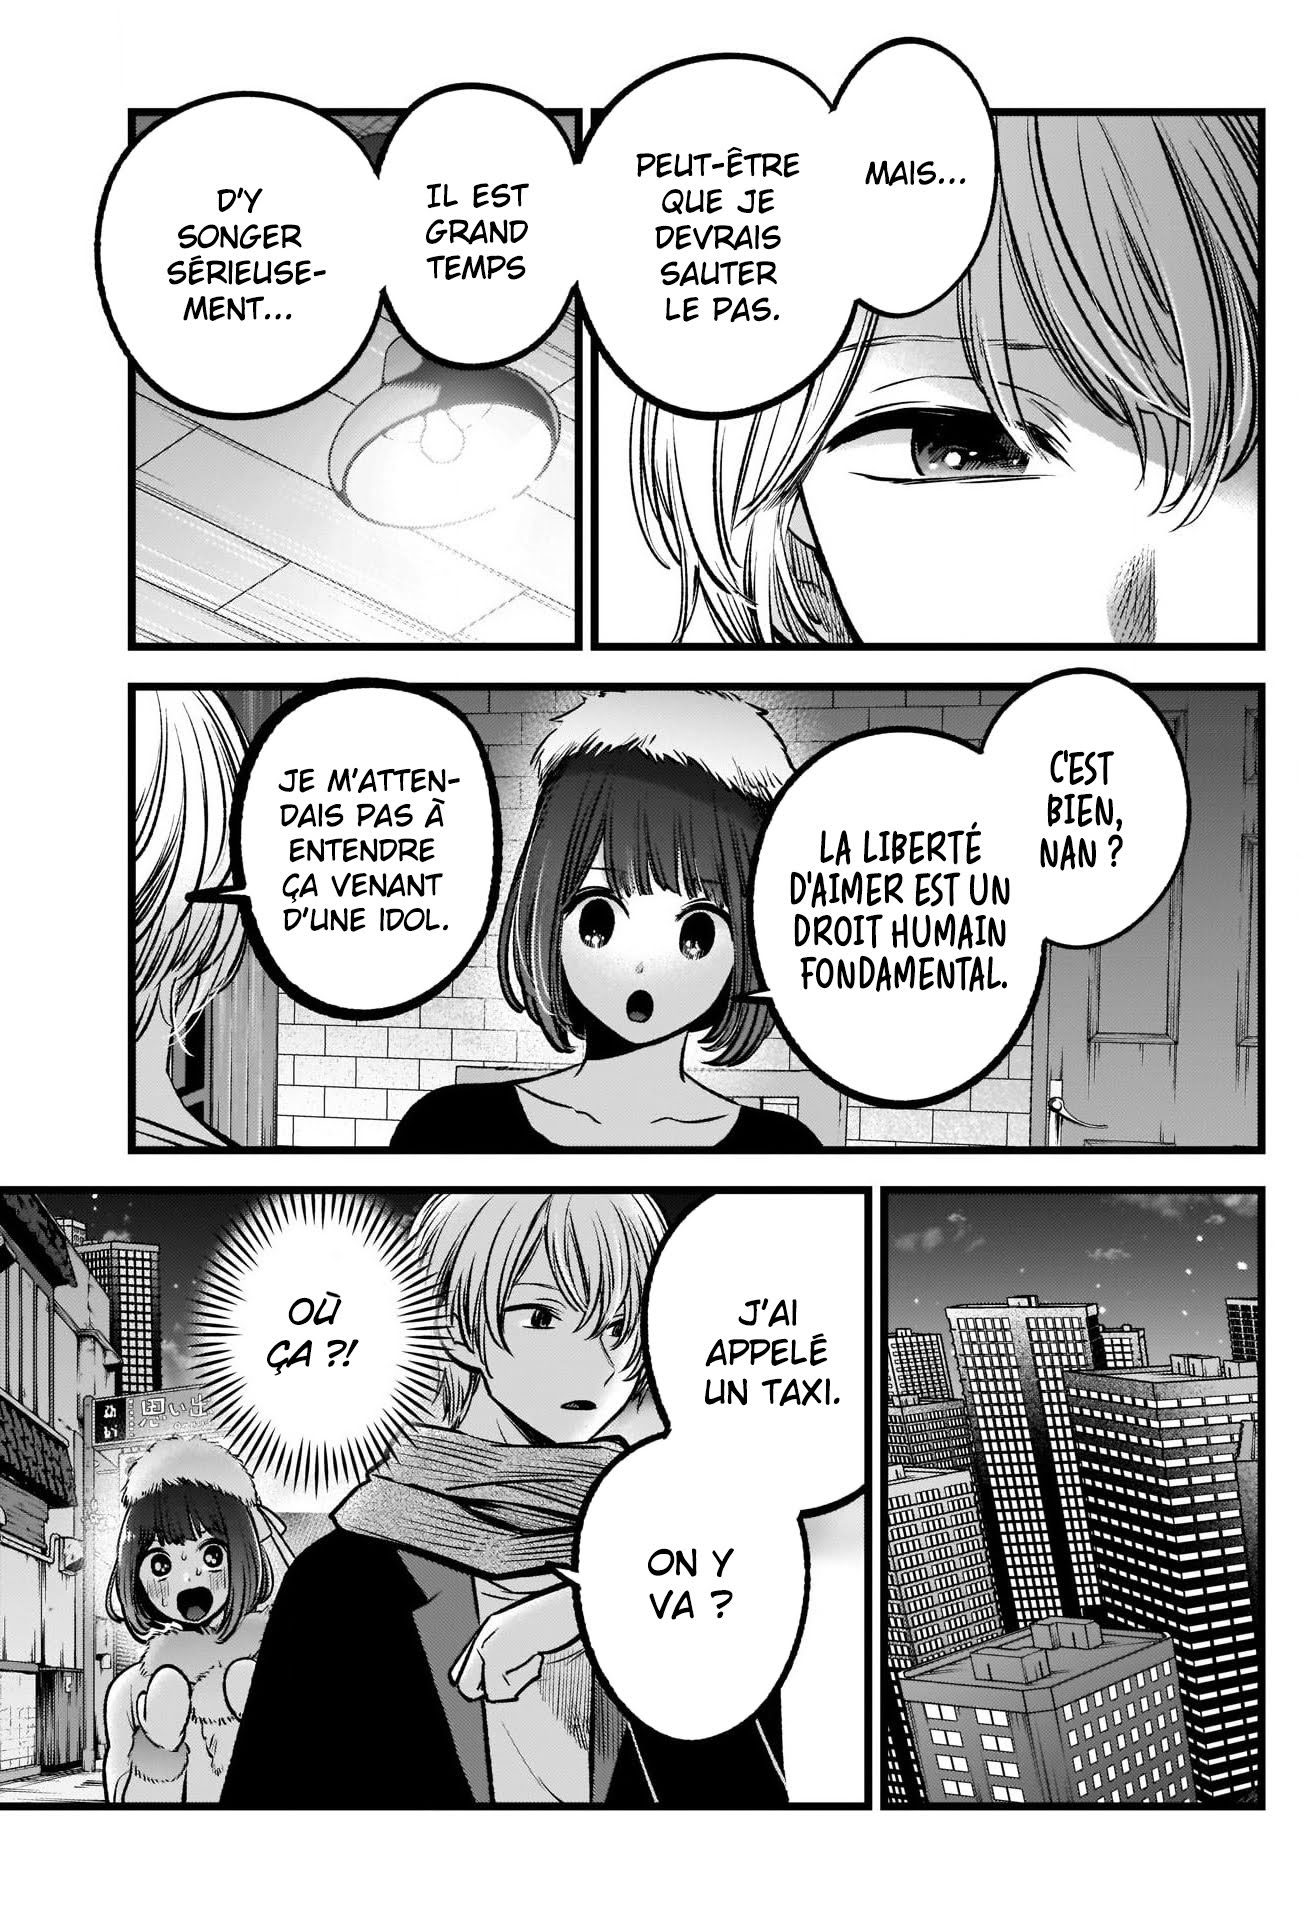 MAIS...
PEUT-ÊTRE
QUE JE
DEVRAIS
SAUTER
LE PAS.
IL EST
GRAND
TEMPS
D'Y
SONGER
SÉRIEUSE-
MENT...
C'EST
BIEN,
NAN ?
LA LIBERTÉ
D'AIMER EST UN
DROIT HUMAIN
FONDAMENTAL.
JE M'ATTEN-
DAIS PAS À
ENTENDRE
ÇA VENANT
D'UNE IDOL.
J'AI
APPELÉ
UN TAXI.
ON Y
VA ?
OÙ
ÇA ?!
思い出